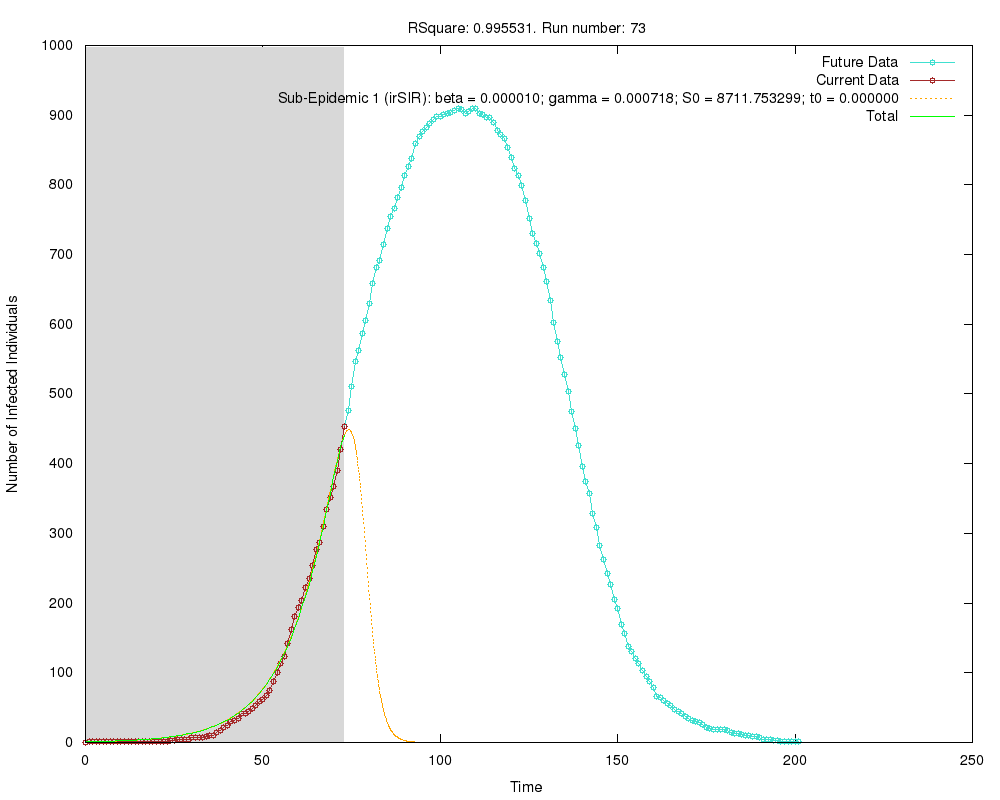 RSquare: 0.995531. Run number: 73
1000
900
800
700
600
500
400
300
200
100
0
0
50
100
150
200
250
Number of Infected Individuals
Time
Future Data
Current Data
Sub-Epidemic 1 (irSIR): beta = 0.000010; gamma = 0.000718; S0 = 8711.753299; t0 = 0.000000
Total